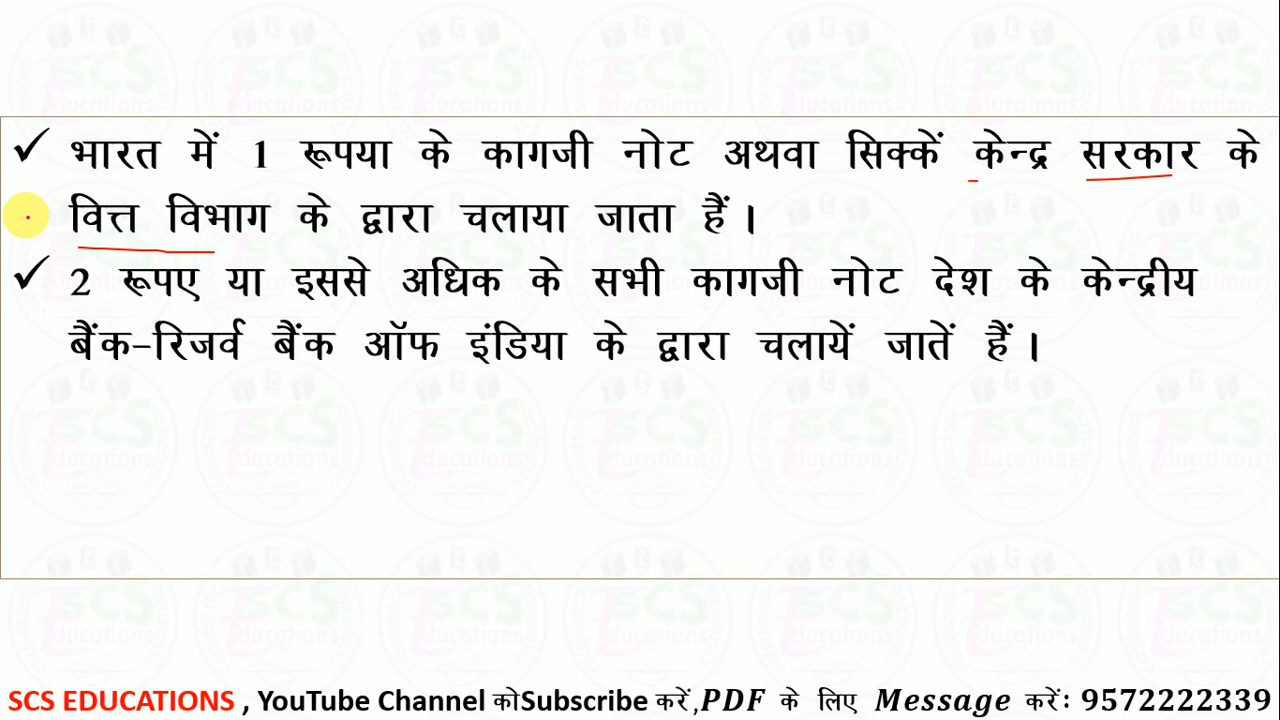 ✓ भारत में 1 रूपया के कागजी नोट अथवा सिक्कें केन्द्र सरकार के
वित्त विभाग के द्वारा चलाया जाता हैं।
✓ 2 रूपए या इससे अधिक के सभी कागजी नोट देश के केन्द्रीय
बैंक-रिजर्व बैंक ऑफ इंडिया के द्वारा चलायें जातें हैं।
SCS EDUCATIONS , YouTube Channel कोSubscribe करें,PDF के लिए Message करेंः 9572222339